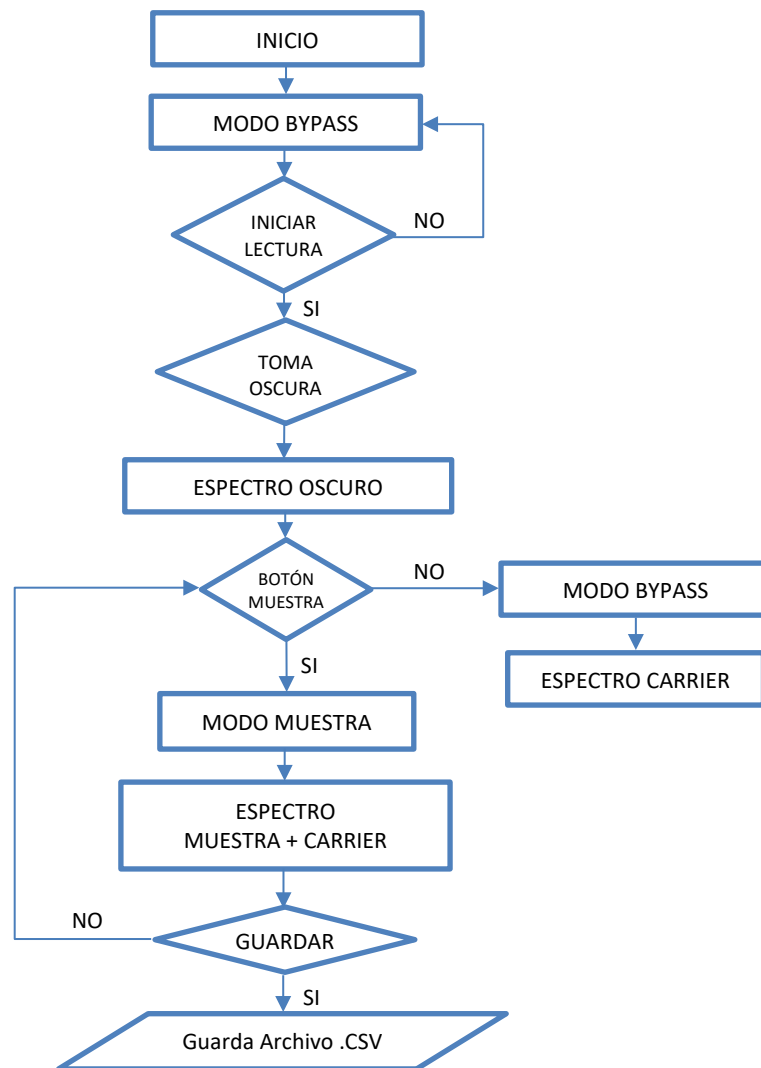 INICIO
MODO BYPASS
INICIAR
LECTURA
NO
SI
TOMA
OSCURA
ESPECTRO OSCURO
BOTÓN
MUESTRA
NO
MODO BYPASS
ESPECTRO CARRIER
SI
MODO MUESTRA
ESPECTRO
MUESTRA + CARRIER
NO
GUARDAR
SI
Guarda Archivo .CSV